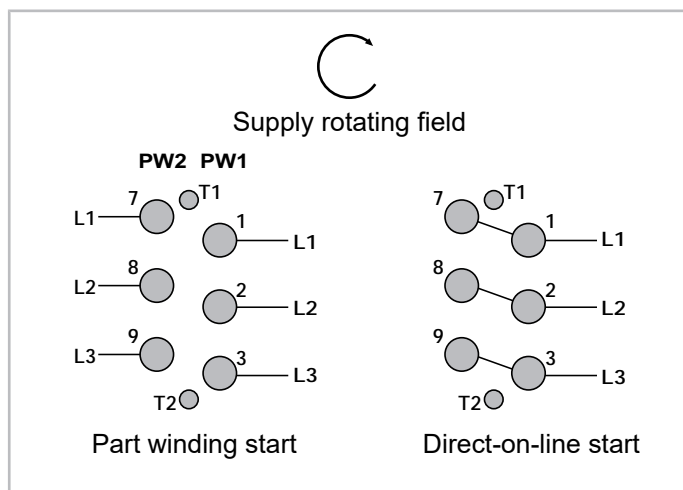 Supply rotating field
PW2 PW1
7 T1
L1 1 L1
8
L2 2 L2
9
L3 3 L3
T2
Part winding start
7 T1
1 L1
8
2 L2
9
3 L3
T2
Direct-on-line start